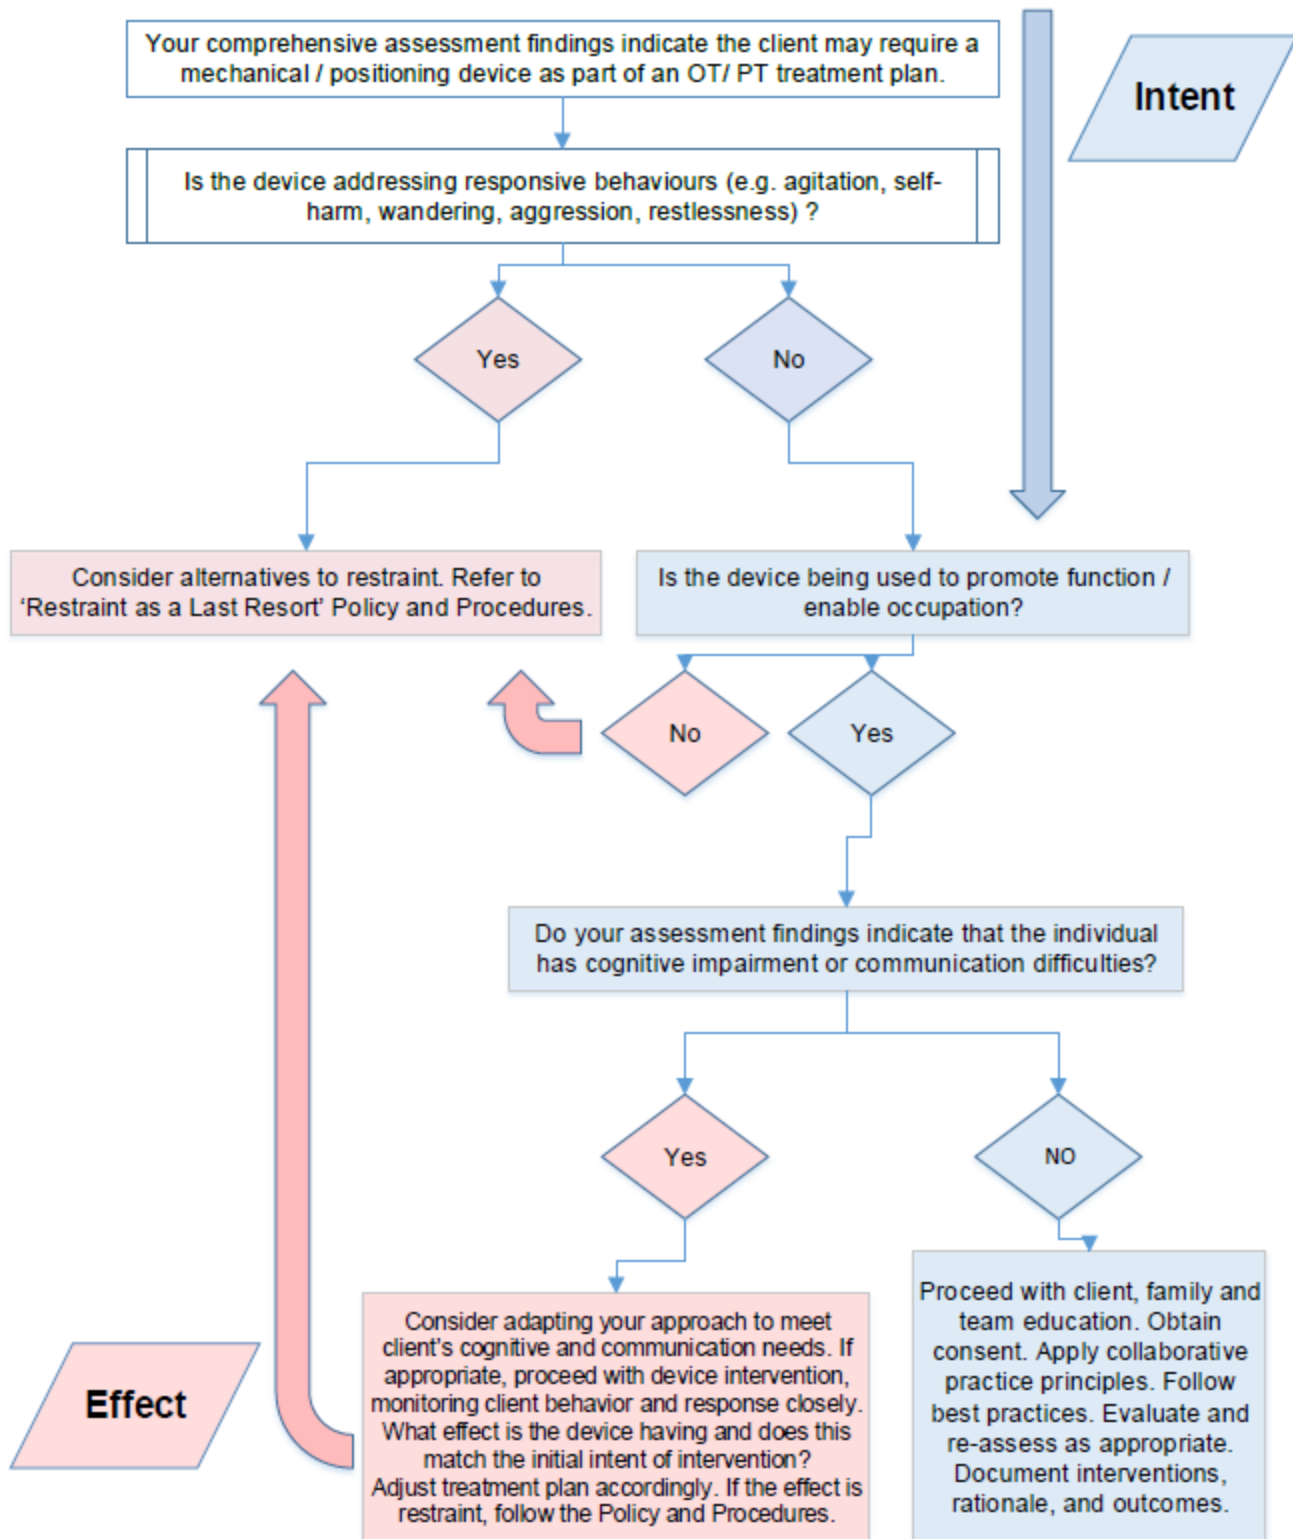 Your comprehensive assessment findings indicate the client may require a
mechanical / positioning device as part of an OT/ PT treatment plan.
Intent
Is the device addressing responsive behaviours (e.g. agitation, self-
harm, wandering, aggression, restlessness) ?
Yes
No
Consider alternatives to restraint. Refer to
‘Restraint as a Last Resort’ Policy and Procedures.
Is the device being used to promote function /
enable occupation?
No
Yes
Do your assessment findings indicate that the individual
has cognitive impairment or communication difficulties?
Yes
NO
Effect
Consider adapting your approach to meet
client's cognitive and communication needs. If
appropriate, proceed with device intervention,
monitoring client behavior and response closely.
What effect is the device having and does this
match the initial intent of intervention?
Adjust treatment plan accordingly. If the effect is
restraint, follow the Policy and Procedures.
Proceed with client, family and
team education. Obtain
consent. Apply collaborative
practice principles. Follow
best practices. Evaluate and
re-assess as appropriate.
Document interventions,
rationale, and outcomes.